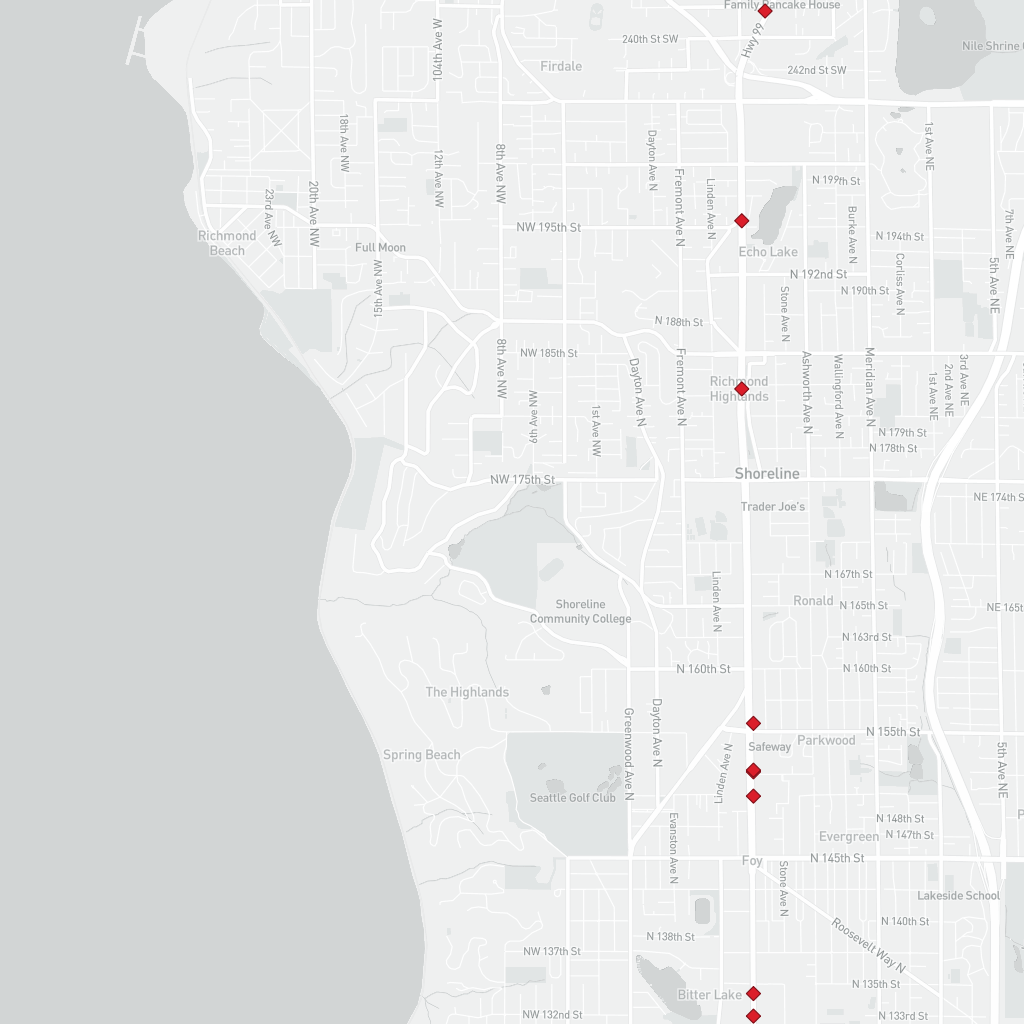 Family Pancake House
240th St SW
Hwy 99
104th Ave W
Nile Shrine
Firdale
242nd St SW
18th Ave NW
12th Ave NW
8th Ave NW
Dayton Ave N
1st Ave NE
Fremont Ave N
Linden Ave N
N 199th St
20th Ave NW
23rd Ave NW
Burke Ave N
7th Ave NE
NW 195th St
N 194th St
Richmond
Beach
Full Moon
Echo Lake
15th Ave NW
N 192nd St
Corliss Ave N
5th Ave NE
N 190th St
Stone Ave N
N 188th St
8th Ave NW
NW 185th St
Dayton Ave N
Fremont Ave N
Ashworth Ave N
Wallingford Ave N
Meridian Ave N
3rd Ave NE
2nd Ave NE
1st Ave NE
Richmond
Highlands
6th Ave NW
1st Ave NW
N 179th St
N 178th St
Shoreline
NW 175th St
NE 174th S
Trader Joe's
Linden Ave N
N 167th St
Shoreline
Community College
Ronald
N 165th St
NE 165t
N 163rd St
N 160th St
N 160th St
The Highlands
Greenwood Ave N
Dayton Ave N
N 155th St
Parkwood
Safeway
Spring Beach
Linden Ave N
5th Ave NE
Seattle Golf Club
Evanston Ave N
N 148th St
N 147th St
Evergreen
Foy
N 145th St
Stone Ave N
Lakeside School
N 140th St
Roosevelt Way N
N 138th St
NW 137th St
N 135th St
Bitter Lake
NW 132nd St
N 133rd St